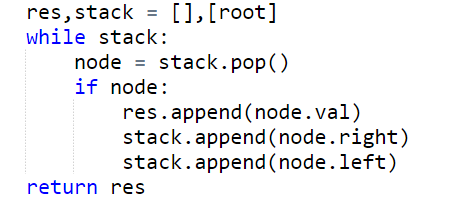 res,stack = [],[root]
while stack:
    node = stack.pop()
    if node:
        res.append(node.val)
        stack.append(node.right)
        stack.append(node.left)
return res